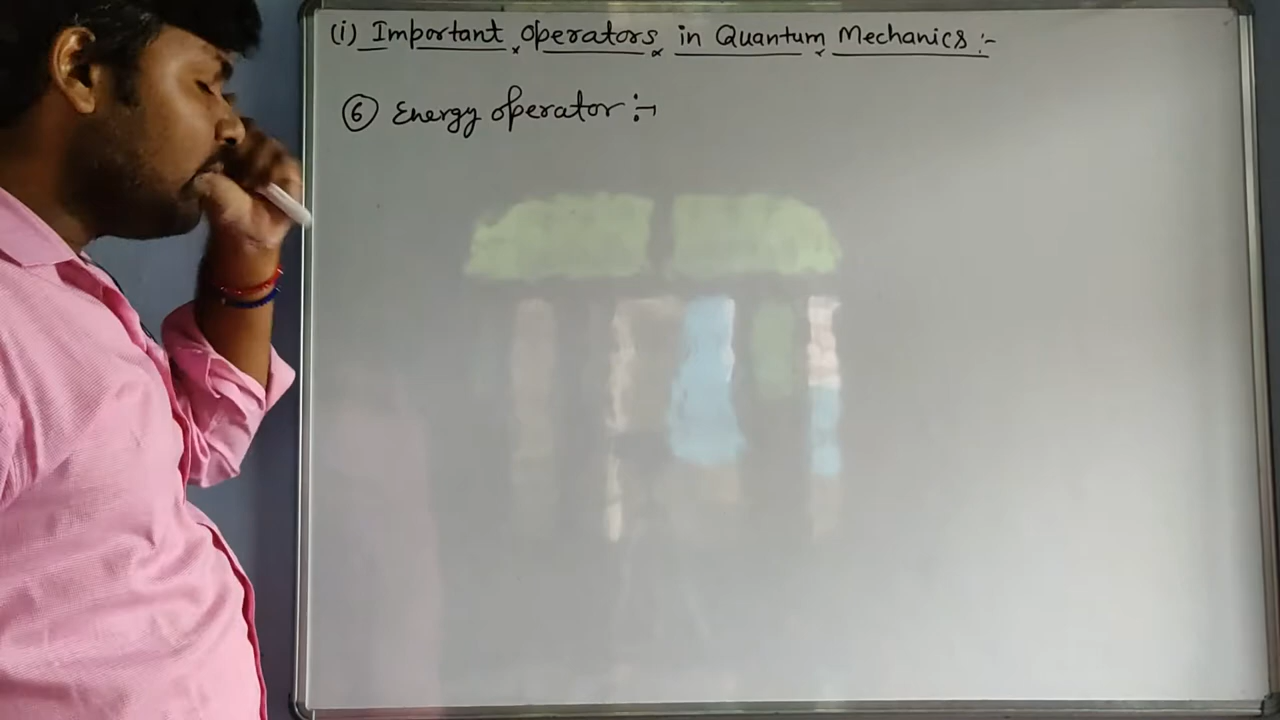 (i) Important operators in Quantum Mechanics :-
⑥ Energy operator :-